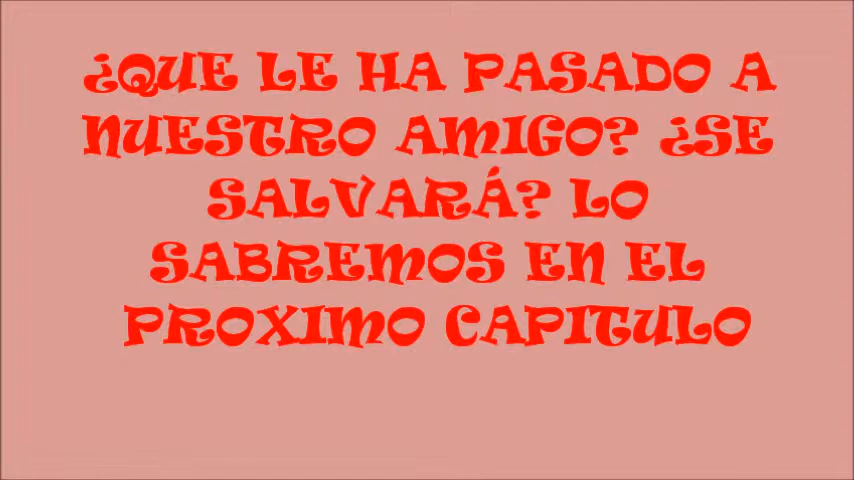 ¿QUE LE HA PASADO A
NUESTRO AMIGO? ¿SE
SALVARÁ? LO
SABREMOS EN EL
PROXIMO CAPITULO